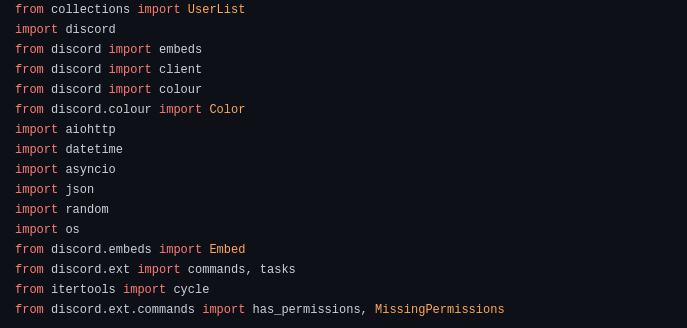 from collections import UserList
import discord
from discord import embeds
from discord import client
from discord import colour
from discord.colour import Color
import aiohttp
import datetime
import asyncio
import json
import random
import os
from discord.embeds import Embed
from discord.ext import commands, tasks
from itertools import cycle
from discord.ext.commands import has_permissions, MissingPermissions